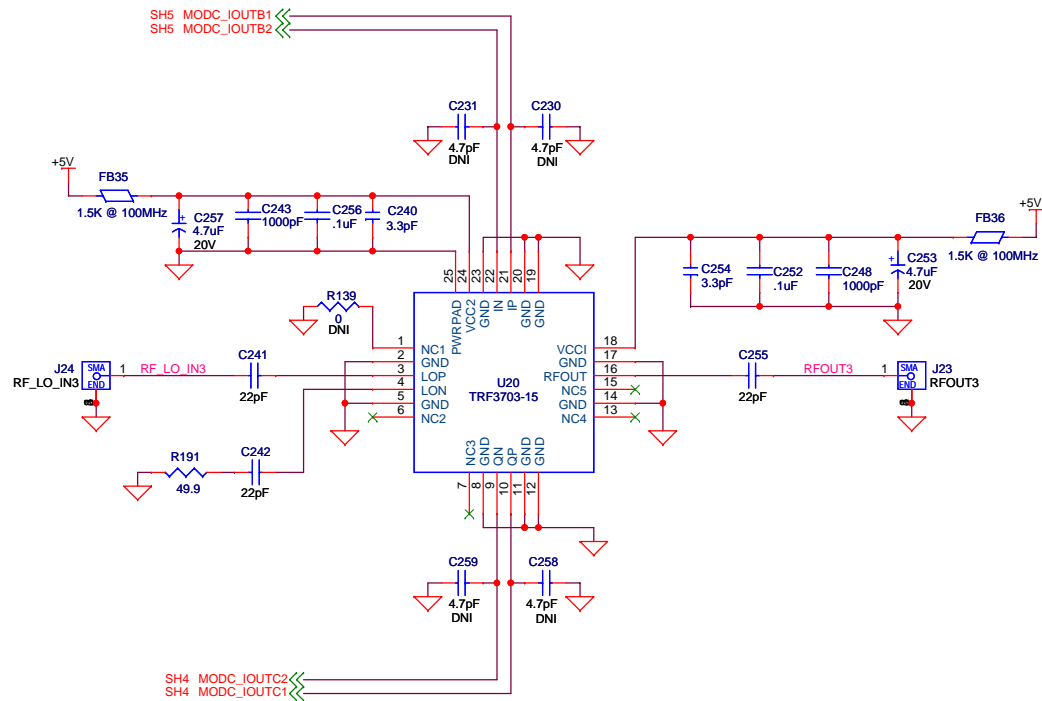 SH5 MODC_IOUTB1
SH5 MODC_IOUTB2
C231
4.7pF
DNI
C230
4.7pF
DNI
+5V
FB35
1.5K @ 100MHz
+
C257
4.7uF
20V
C243
1000pF
C256
.1uF
C240
3.3pF
+5V
FB36
1.5K @ 100MHz
C254
3.3pF
C252
.1uF
C248
1000pF
+
C253
4.7uF
20V
25
24
23
22
21
20
19
PWRPAD
VCC2
GND
IN
IP
GND
GND
R139
0
DNI
1
2
3
4
5
6
NC1
GND
LOP
LON
GND
NC2
U20
TRF3703-15
VCCI
GND
RFOUT
NC5
GND
NC4
18
17
16
15
14
13
J24
RF_LO_IN3
SMA
END
1
RF_LO_IN3
C241
22pF
C255
22pF
RFOUT3
1
SMA
END
J23
RFOUT3
R191
49.9
C242
22pF
NC3
GND
QN
QP
GND
GND
7
8
9
10
11
12
C259
4.7pF
DNI
C258
4.7pF
DNI
SH4 MODC_IOUTC2
SH4 MODC_IOUTC1